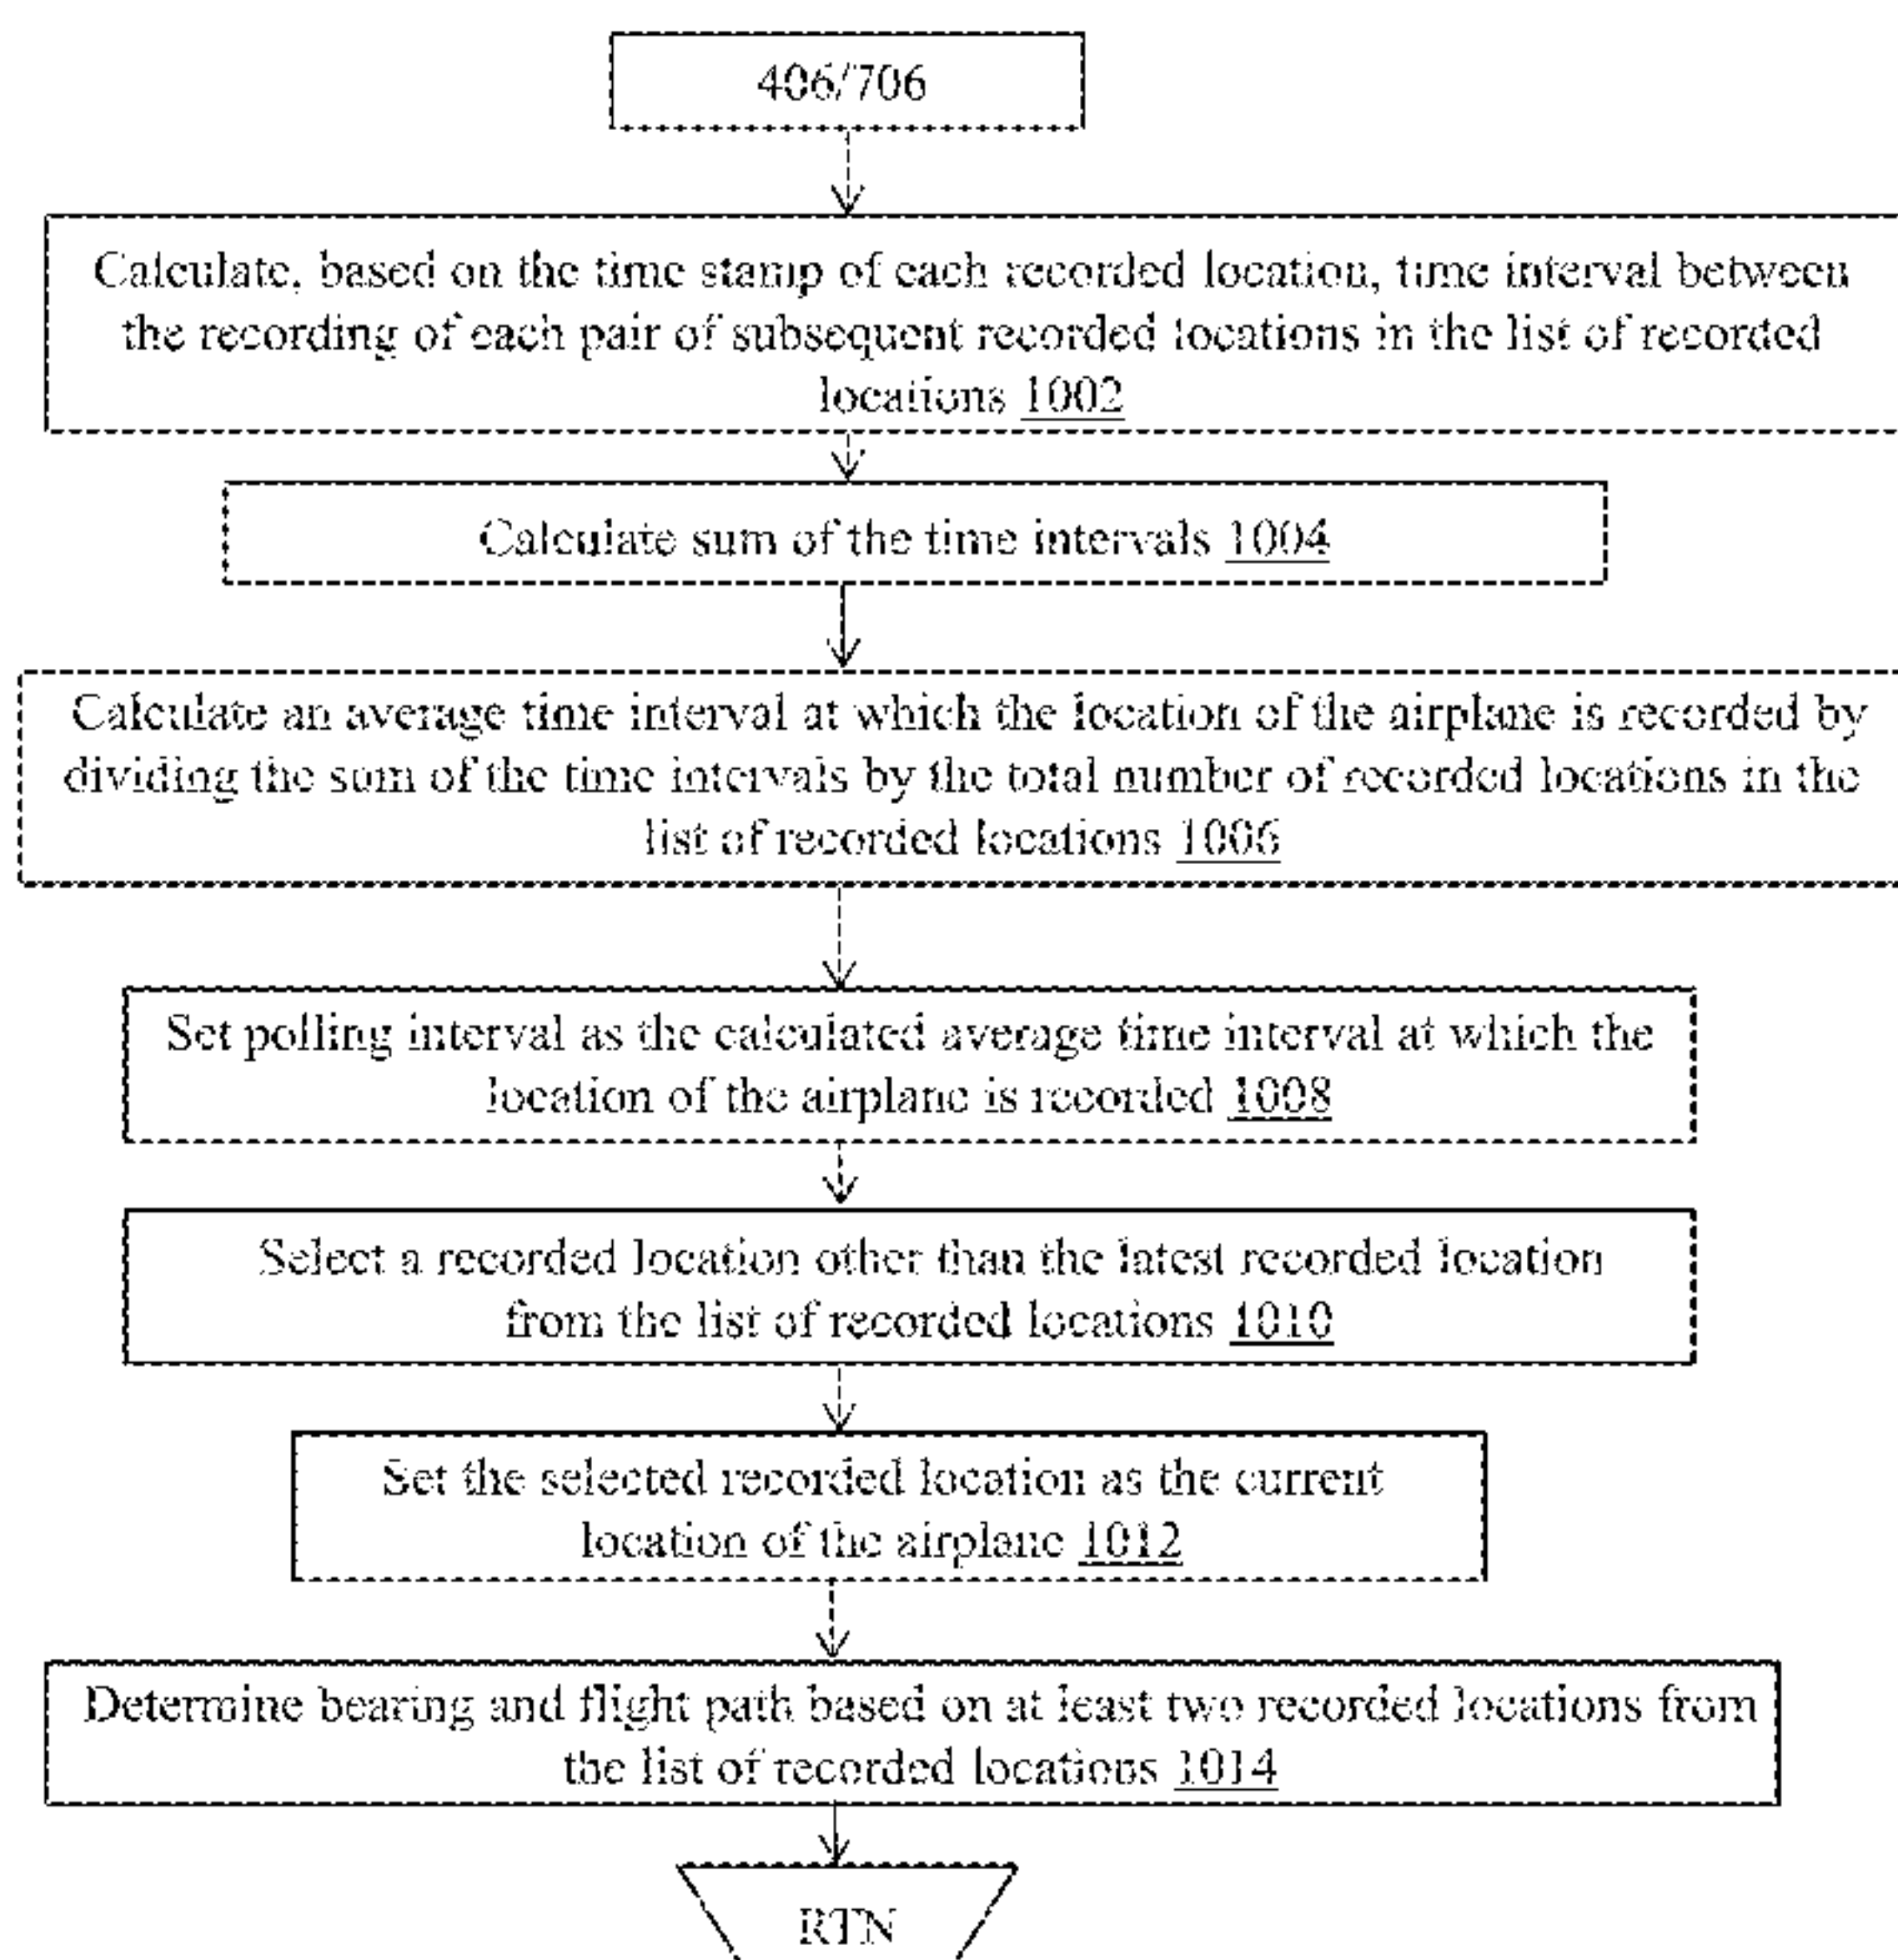 406/706
Calculate, based on the time stamp of each recorded location, time interval between
the recording of each pair of subsequent recorded locations in the list of recorded
locations 1002
Calculate sum of the time intervals 1004
Calculate an average time interval at which the location of the airplane is recorded by
dividing the sum of the time intervals by the total number of recorded locations in the
list of recorded locations 1006
Set polling interval as the calculated average time interval at which the
location of the airplane is recorded 1008
Select a recorded location other than the latest recorded location
from the list of recorded locations 1010
Set the selected recorded location as the current
location of the airplane 1012
Determine bearing and flight path based on at least two recorded locations from
the list of recorded locations 1014
RTN